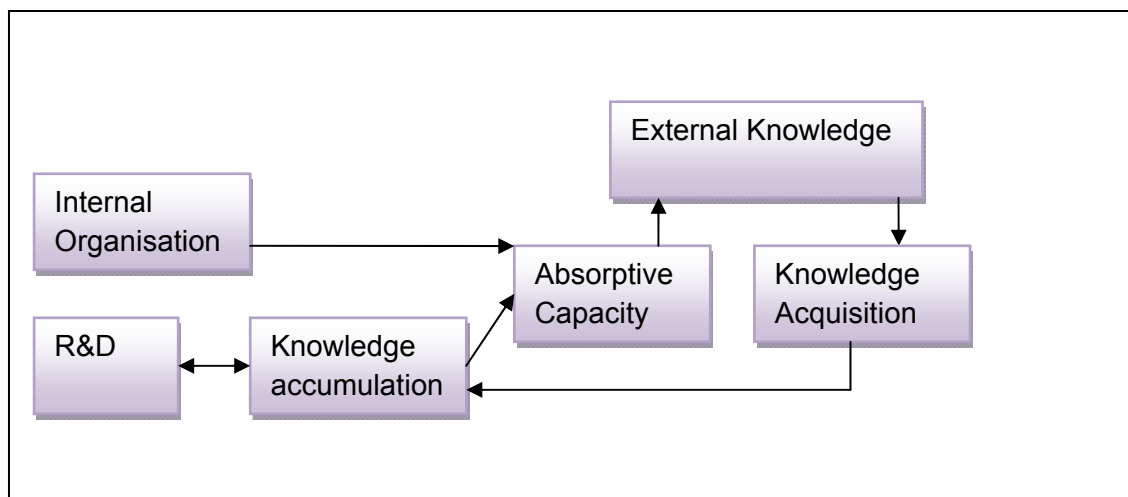 External Knowledge
Internal
Organisation
Absorptive
Capacity
Knowledge
Acquisition
R&D
Knowledge
accumulation